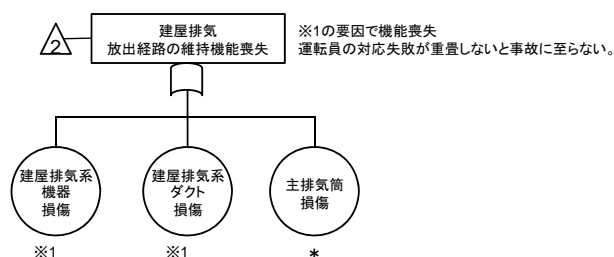 2
建屋排気
放出経路の維持機能喪失
※1の要因で機能喪失
運転員の対応失敗が重畳しないと事故に至らない。
建屋排気系
機器
損傷
建屋排気系
ダクト
損傷
主排気筒
損傷
※1
※1
*